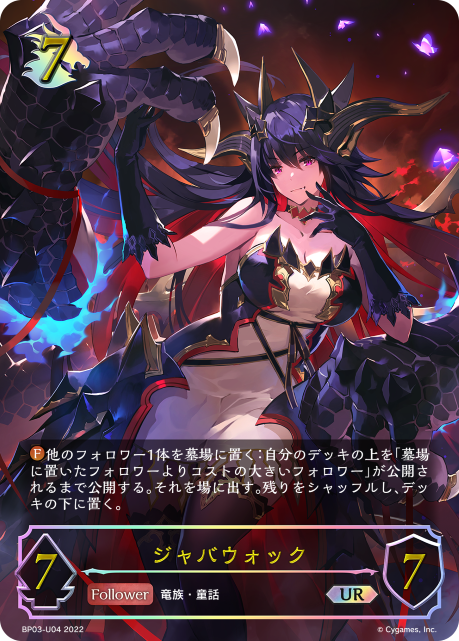 7
Ⓕ他のフォロワー1体を墓場に置く:自分のデッキの上を「墓場
に置いたフォロワーよりコストの大きいフォロワー」が公開さ
れるまで公開する。それを場に出す。残りをシャッフルし、デッ
キの下に置く。
ジャバウォック
7
7
Follower 竜族・童話 UR
BP03-U04 2022 © Cygames, Inc.